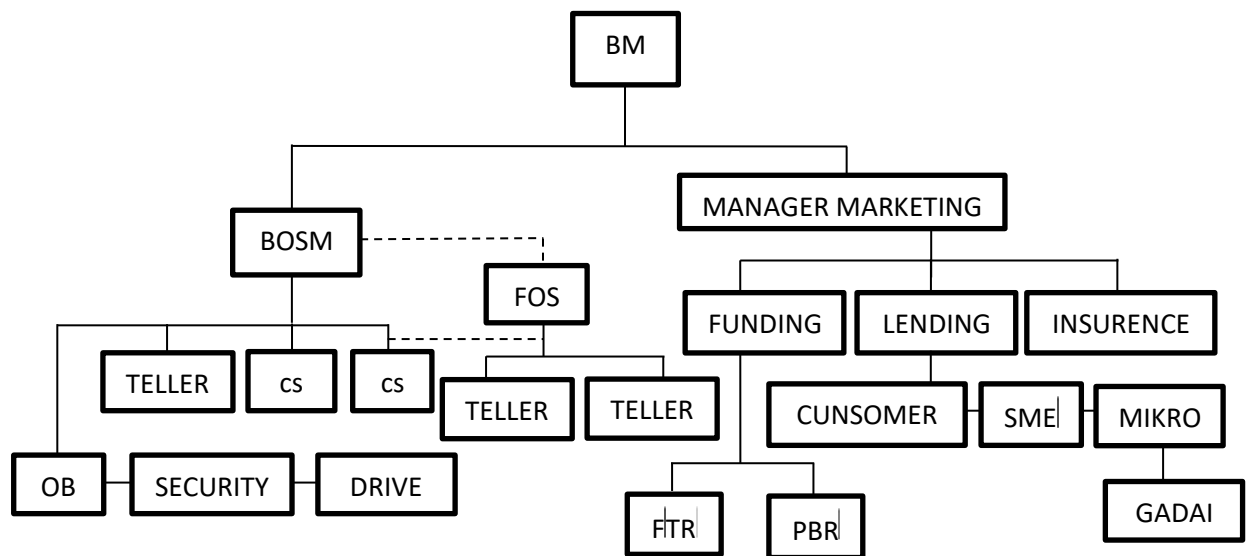 BM
MANAGER MARKETING
BOSM
FOS
FUNDING
LENDING
INSURENCE
TELLER
cs
cs
TELLER
TELLER
CUNSOMER
SME
MIKRO
OB
SECURITY
DRIVE
FTR
PBR
GADAI